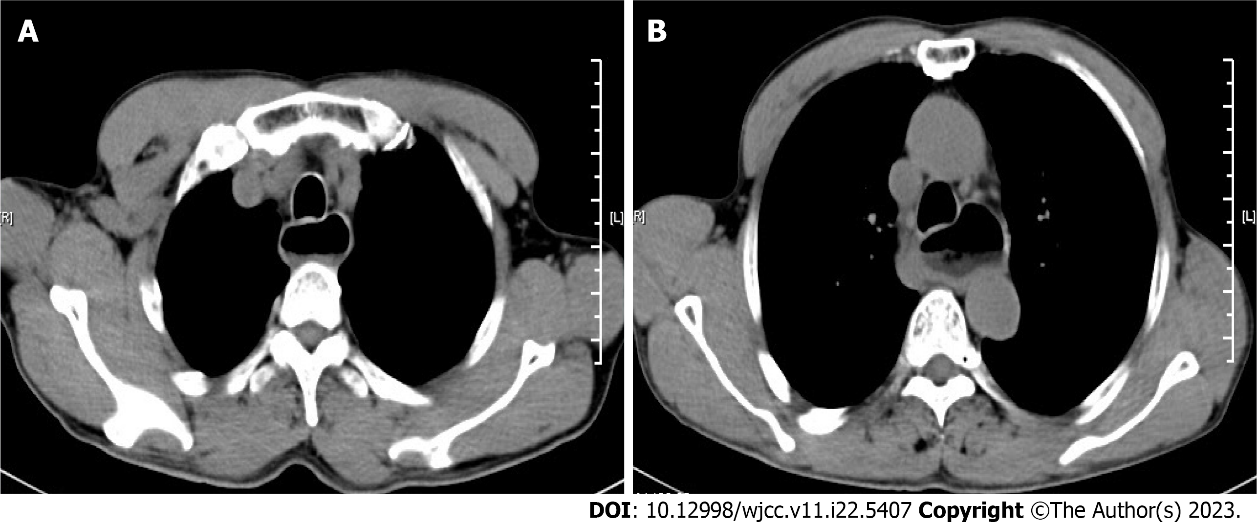 A
B
[R]
[L]
[R]
[L]
DOI: 10.12998/wjcc.v11.i22.5407 Copyright ©The Author(s) 2023.